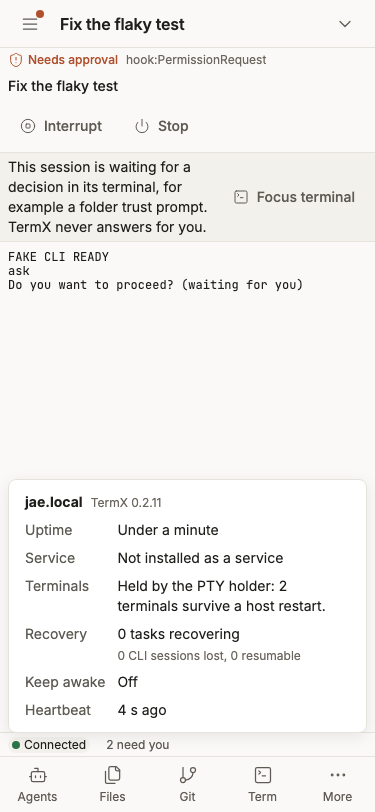 Fix the flaky test
Needs approval hook:PermissionRequest
Fix the flaky test
Interrupt Stop
This session is waiting for a
decision in its terminal, for
example a folder trust prompt.
TermX never answers for you.
Focus terminal
FAKE CLI READY
ask
Do you want to proceed? (waiting for you)
jae.local TermX 0.2.11
Uptime Under a minute
Service Not installed as a service
Terminals Held by the PTY holder: 2
terminals survive a host restart.
Recovery 0 tasks recovering
0 CLI sessions lost, 0 resumable
Keep awake Off
Heartbeat 4 s ago
Connected 2 need you
Agents Files Git Term More